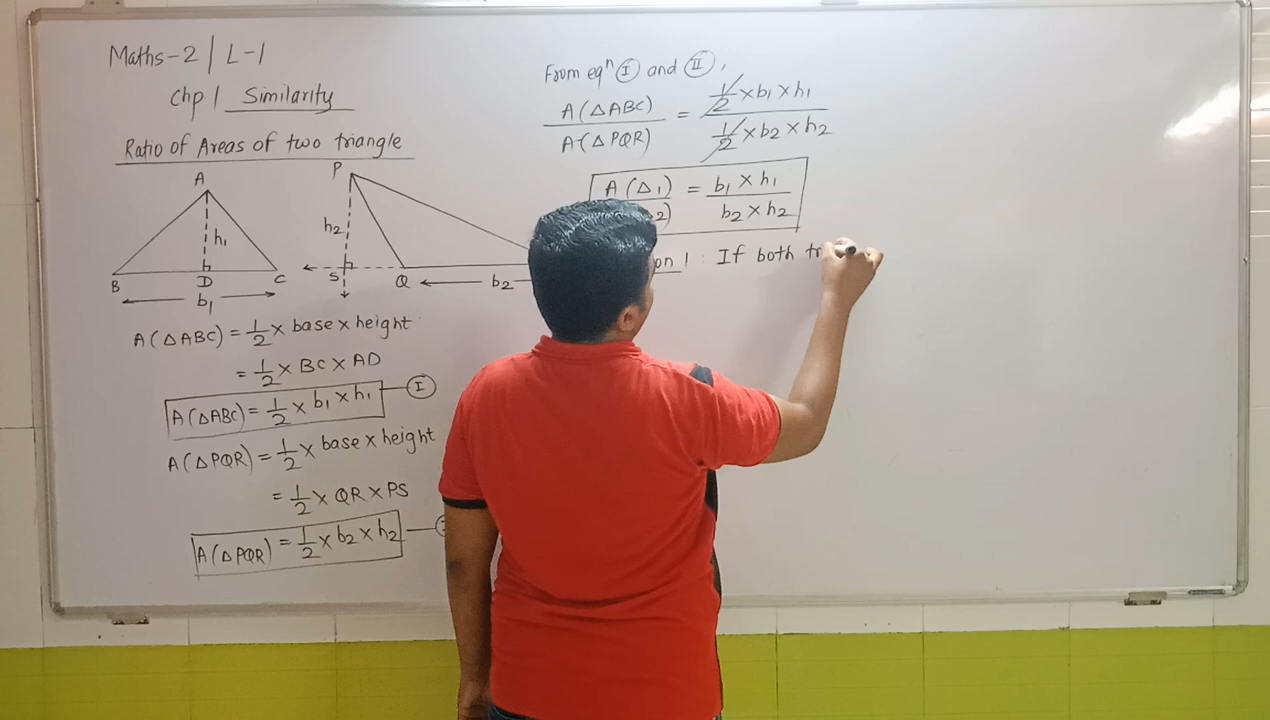 Maths-2 | L-1
Chp 1 Similarity
Ratio of Areas of two triangle
A
h1
B D C
b1
P
h2
S Q b2
A(△ABC) = 1/2 × base × height
= 1/2 × BC × AD
A(△ABC) = 1/2 × b1 × h1 — I
A(△PQR) = 1/2 × base × height
= 1/2 × QR × PS
A(△PQR) = 1/2 × b2 × h2 —
From eqn I and II,
A(△ABC)/A(△PQR) = 1/2 × b1 × h1 / 1/2 × b2 × h2
A(△1) = b1 × h1 / b2 × h2
2)
1 : If both